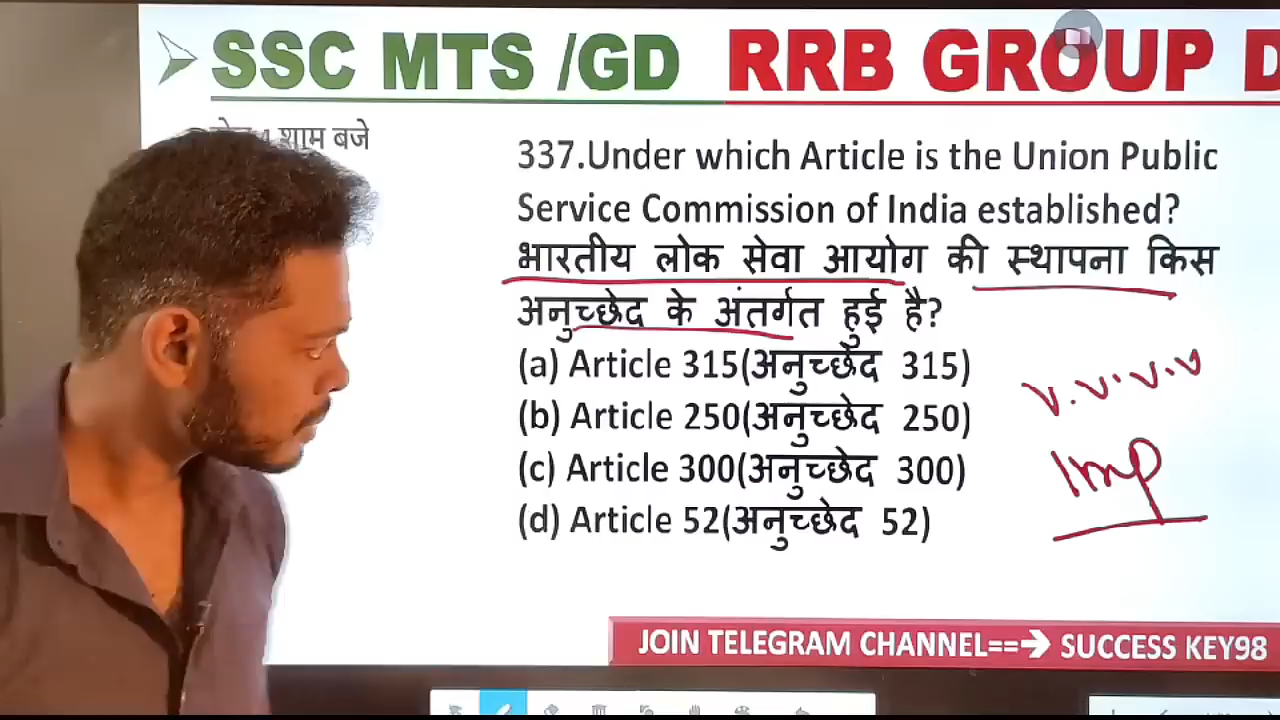 SSC MTS /GD RRB GROUP D
शाम बजे
337.Under which Article is the Union Public
Service Commission of India established?
भारतीय लोक सेवा आयोग की स्थापना किस
अनुच्छेद के अंतर्गत हुई है?
(a) Article 315(अनुच्छेद 315)
(b) Article 250(अनुच्छेद 250)
(c) Article 300(अनुच्छेद 300)
(d) Article 52(अनुच्छेद 52)
V.V.V.V
Imp
JOIN TELEGRAM CHANNEL==➔ SUCCESS KEY98